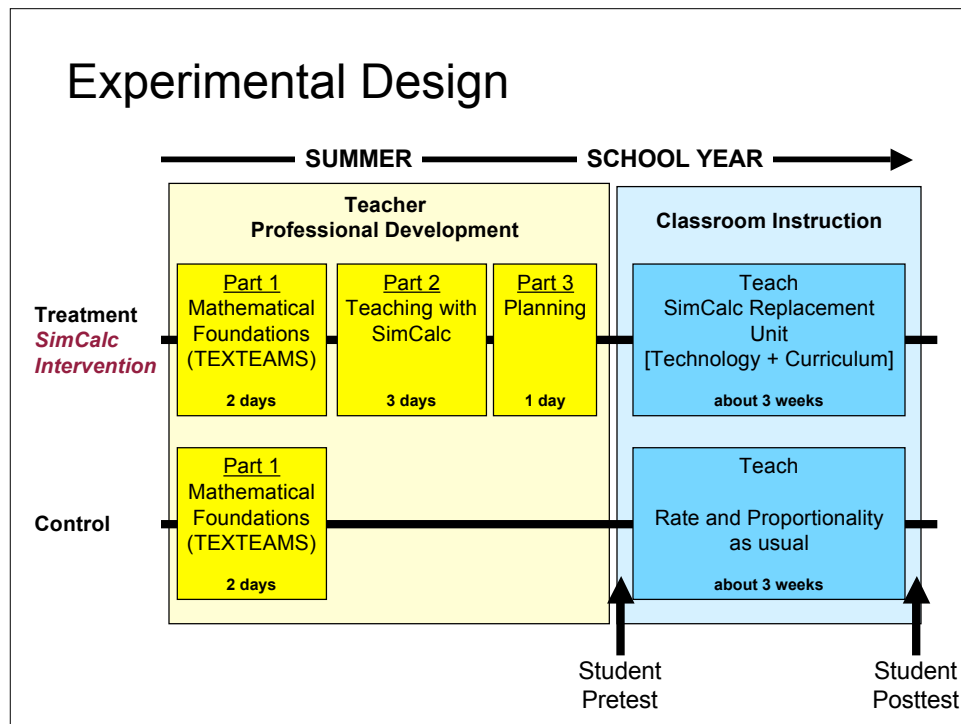 Experimental Design
SUMMER
SCHOOL YEAR
Teacher
Professional Development
Classroom Instruction
Treatment
SimCalc
Intervention
Part 1
Mathematical
Foundations
(TEXTEAMS)
2 days
Part 2
Teaching with
SimCalc
3 days
Part 3
Planning
1 day
Teach
SimCalc Replacement
Unit
[Technology + Curriculum]
about 3 weeks
Control
Part 1
Mathematical
Foundations
(TEXTEAMS)
2 days
Teach
Rate and Proportionality
as usual
about 3 weeks
Student
Pretest
Student
Posttest